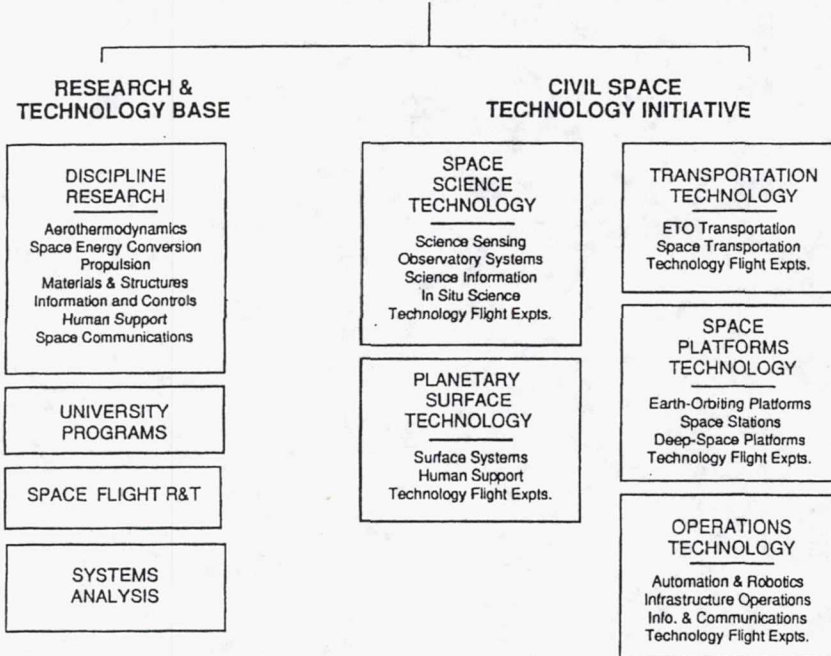 RESEARCH &
TECHNOLOGY BASE
DISCIPLINE
RESEARCH
Aerothermodynamics
Space Energy Conversion
Propulsion
Materials & Structures
Information and Controls
Human Support
Space Communications
UNIVERSITY
PROGRAMS
SPACE FLIGHT R&T
SYSTEMS
ANALYSIS
CIVIL SPACE
TECHNOLOGY INITIATIVE
SPACE
SCIENCE
TECHNOLOGY
Science Sensing
Observatory Systems
Science Information
In Situ Science
Technology Flight Expts.
PLANETARY
SURFACE
TECHNOLOGY
Surface Systems
Human Support
Technology Flight Expts.
TRANSPORTATION
TECHNOLOGY
ETO Transportation
Space Transportation
Technology Flight Expts.
SPACE
PLATFORMS
TECHNOLOGY
Earth-Orbiting Platforms
Space Stations
Deep-Space Platforms
Technology Flight Expts.
OPERATIONS
TECHNOLOGY
Automation & Robotics
Infrastructure Operations
Info. & Communications
Technology Flight Expts.